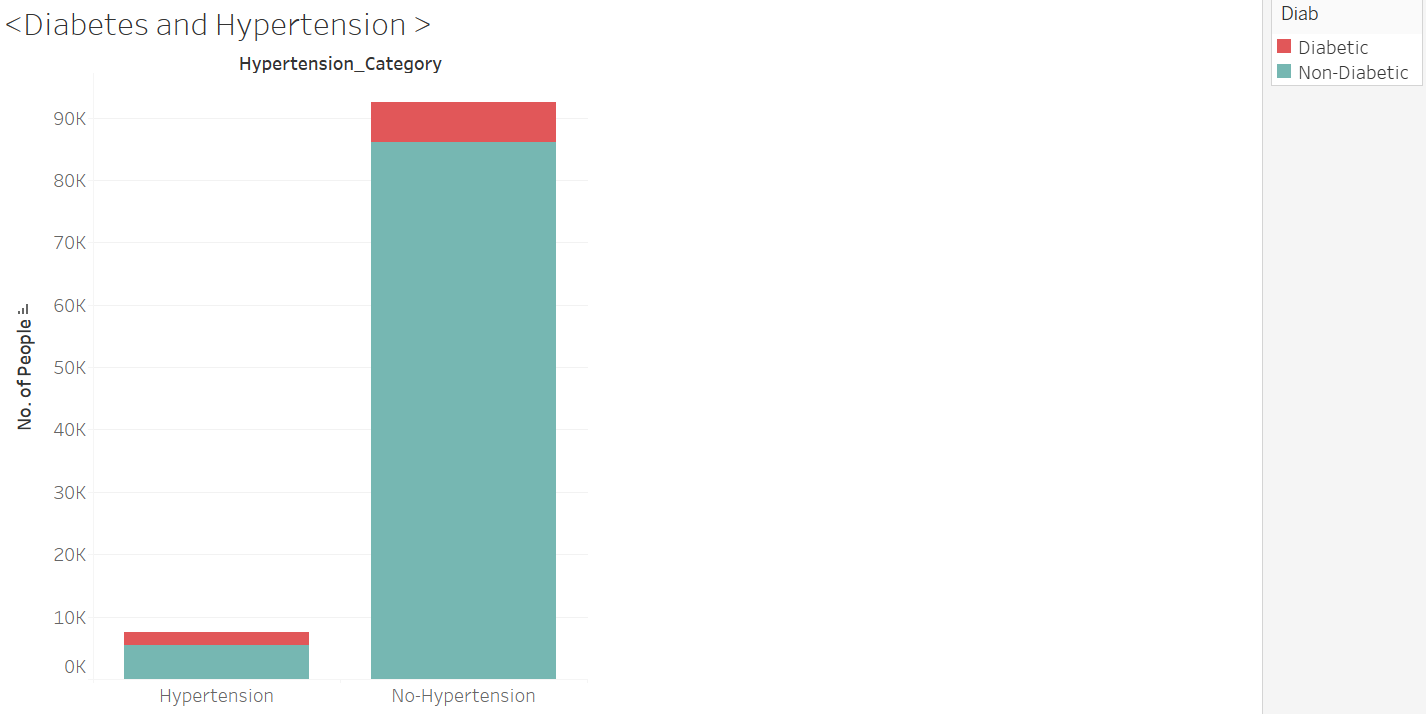 <Diabetes and Hypertension >
Hypertension_Category
No. of People
90K
80K
70K
60K
50K
40K
30K
20K
10K
0K
Hypertension
No-Hypertension
Diab
Diabetic
Non-Diabetic